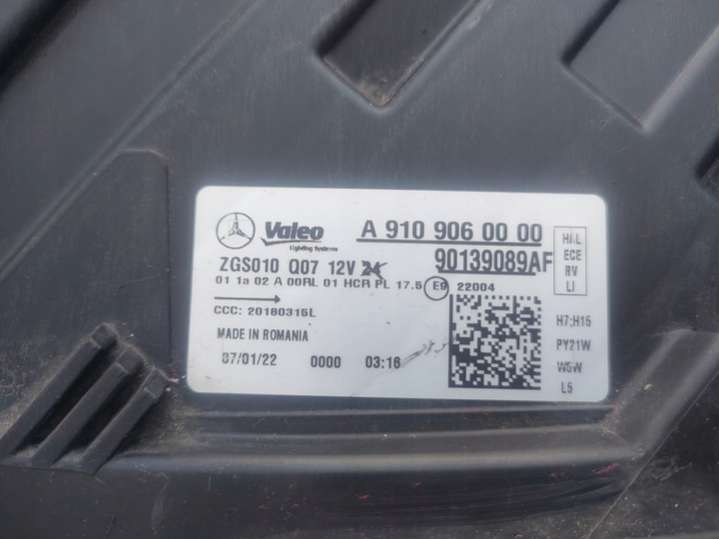 Valeo
Lighting Systems
A 910 906 00 00
ZGS010 Q07 12V
90139089AF
HAL
ECE
RV
LI
01 1a 02 A 00RL 01 HCR PL 17.5 E9 22004
CCC: 20180315L
MADE IN ROMANIA
07/01/22 0000 03:16
H7;H15
PY21W
W5W
L5